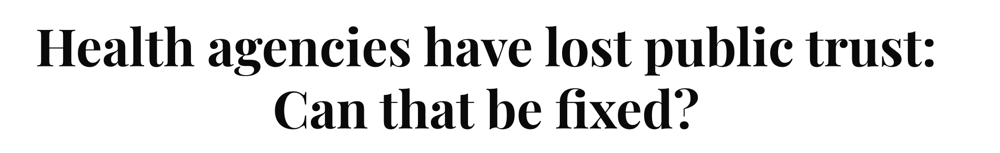 Health agencies have lost public trust:
Can that be fixed?